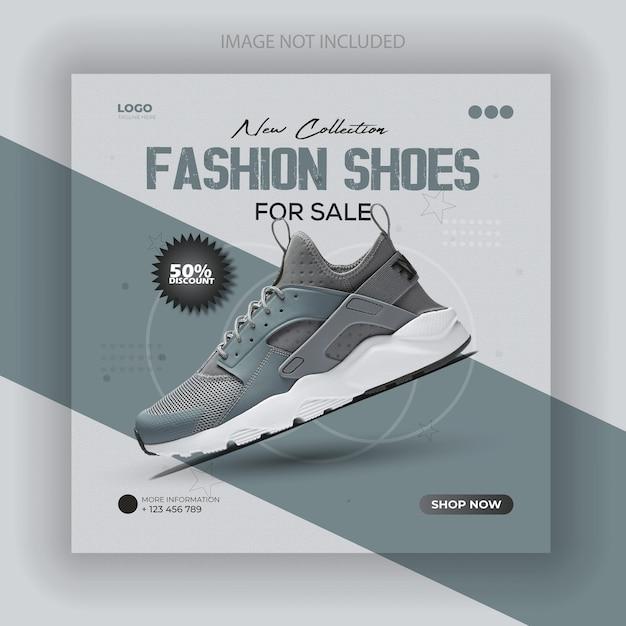 IMAGE NOT INCLUDED
LOGO
TAGLINE HERE
New Collection
FASHION SHOES
FOR SALE
50%
DISCOUNT
MORE INFORMATION
+ 123 456 789
SHOP NOW